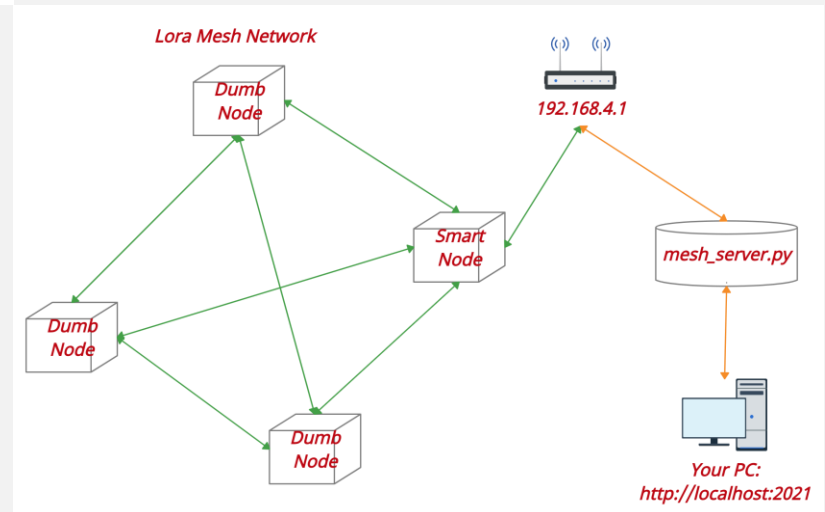 Lora Mesh Network
Dumb
Node
192.168.4.1
Smart
Node
mesh_server.py
Dumb
Node
Dumb
Node
Your PC:
http://localhost:2021